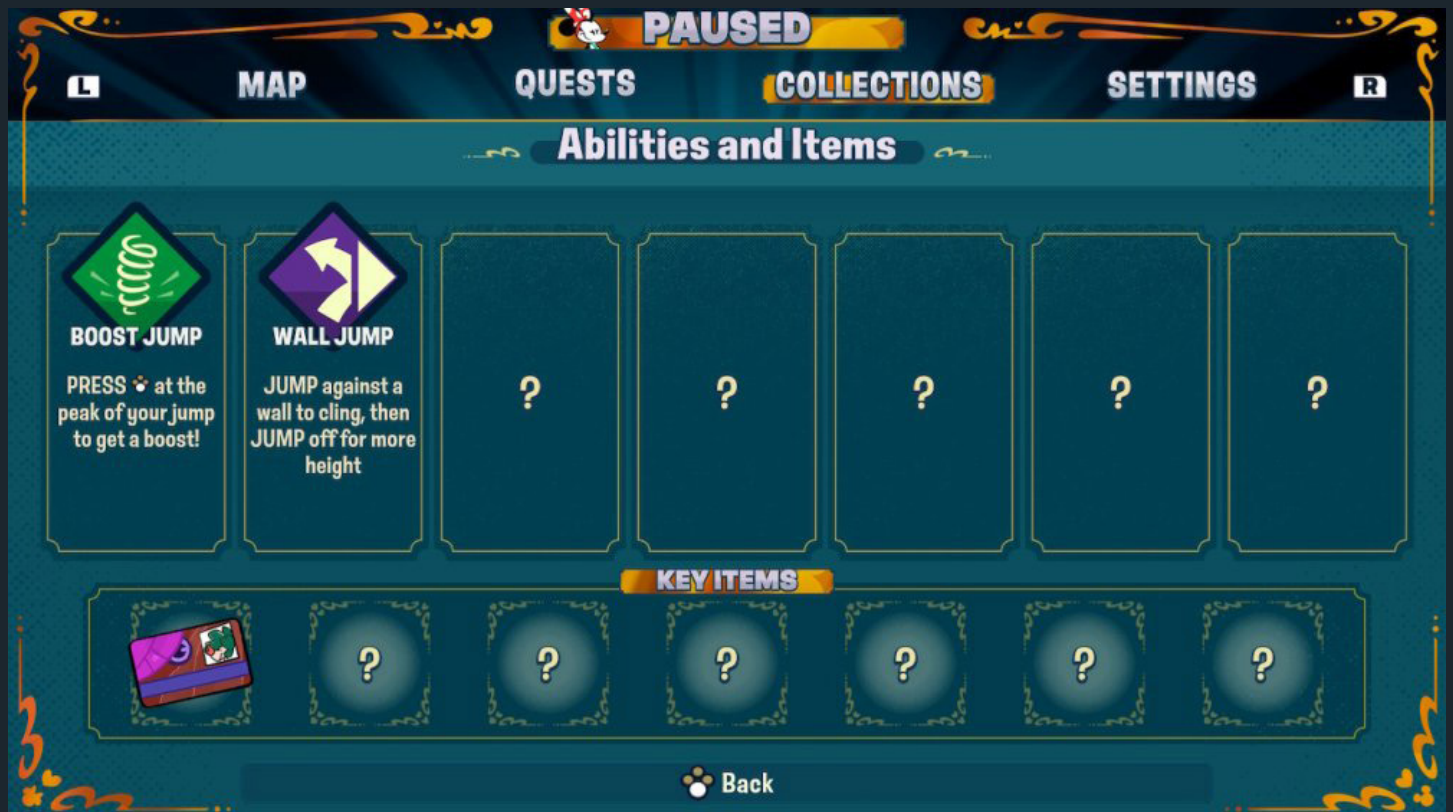 PAUSED
L MAP QUESTS COLLECTIONS SETTINGS R
Abilities and Items
BOOST JUMP
PRESS at the
peak of your jump
to get a boost!
WALL JUMP
JUMP against a
wall to cling, then
JUMP off for more
height
? ? ? ? ?
KEY ITEMS
? ? ? ? ? ?
Back